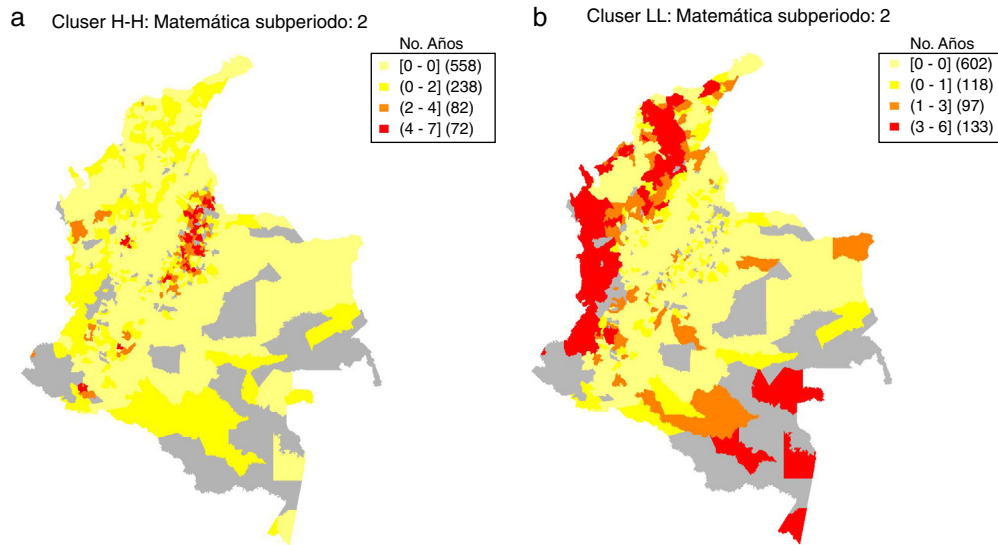 a
Cluser H-H: Matemática subperiodo: 2
No. Años
[0 - 0] (558)
(0 - 2] (238)
(2 - 4] (82)
(4 - 7] (72)
b
Cluser LL: Matemática subperiodo: 2
No. Años
[0 - 0] (602)
(0 - 1] (118)
(1 - 3] (97)
(3 - 6] (133)